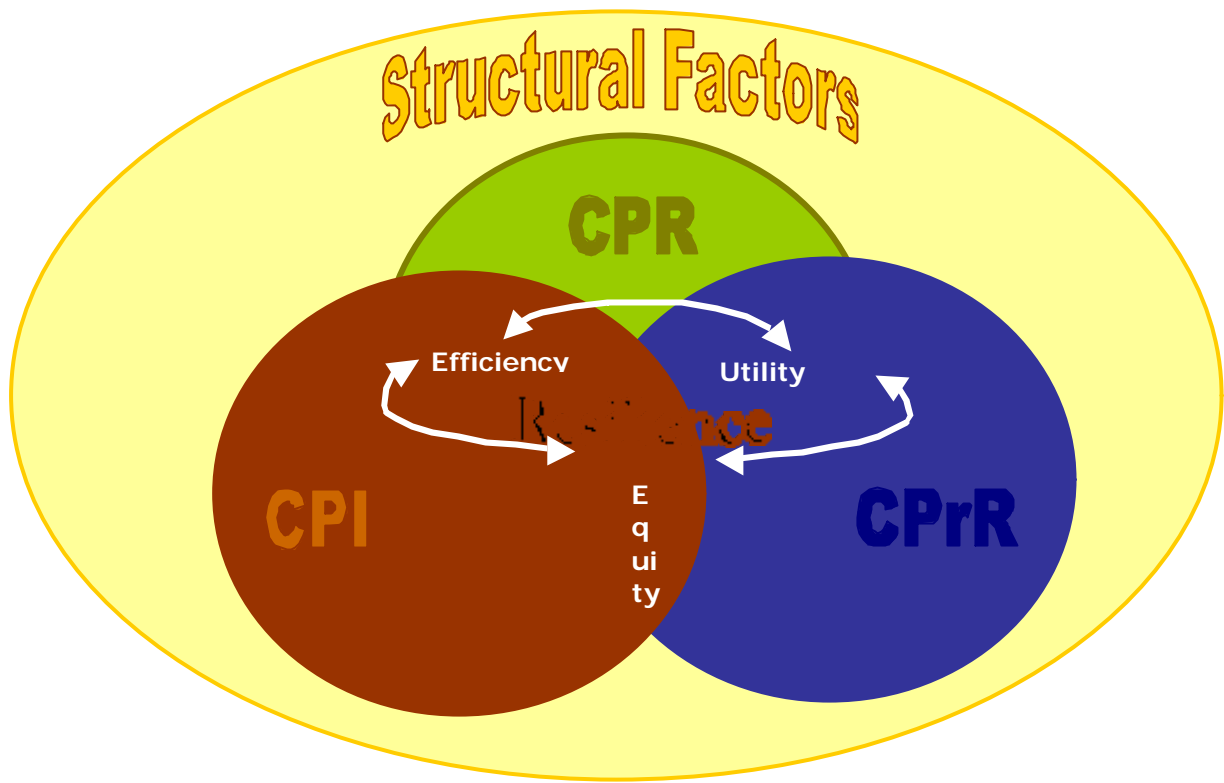 Structural Factors
CPR
Efficiency
Utility
CPI
CPrR
E
q
ui
ty